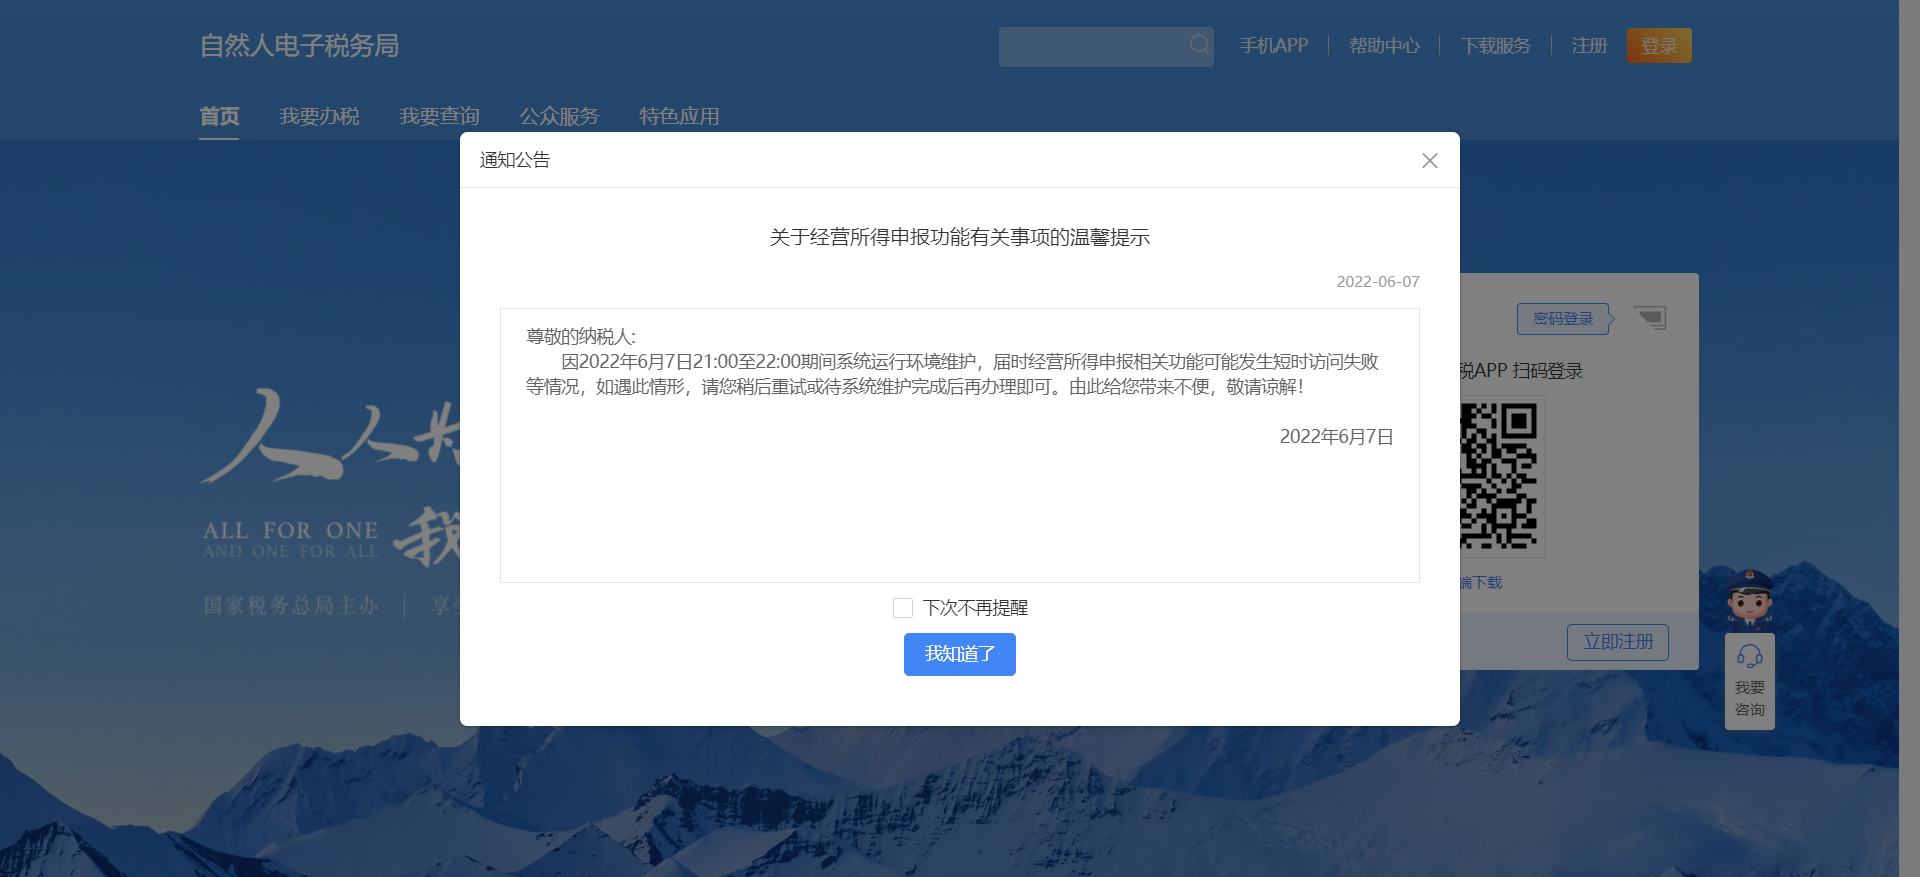 自然人电子税务局
手机APP
帮助中心
下载服务
注册
登录
首页
我要办税
我要查询
公众服务
特色应用
通知公告
关于经营所得申报功能有关事项的温馨提示
2022-06-07
尊敬的纳税人：
因2022年6月7日21:00至22:00期间系统运行环境维护，届时经营所得申报相关功能可能发生短时访问失败
等情况，如遇此情形，请您稍后重试或待系统维护完成后再办理即可。由此给您带来不便，敬请谅解！
2022年6月7日
下次不再提醒
我知道了
密码登录
税APP 扫码登录
端下载
立即注册
人人
ALL FOR ONE
AND ONE FOR ALL
我
国家税务总局主办
享
我要
咨询